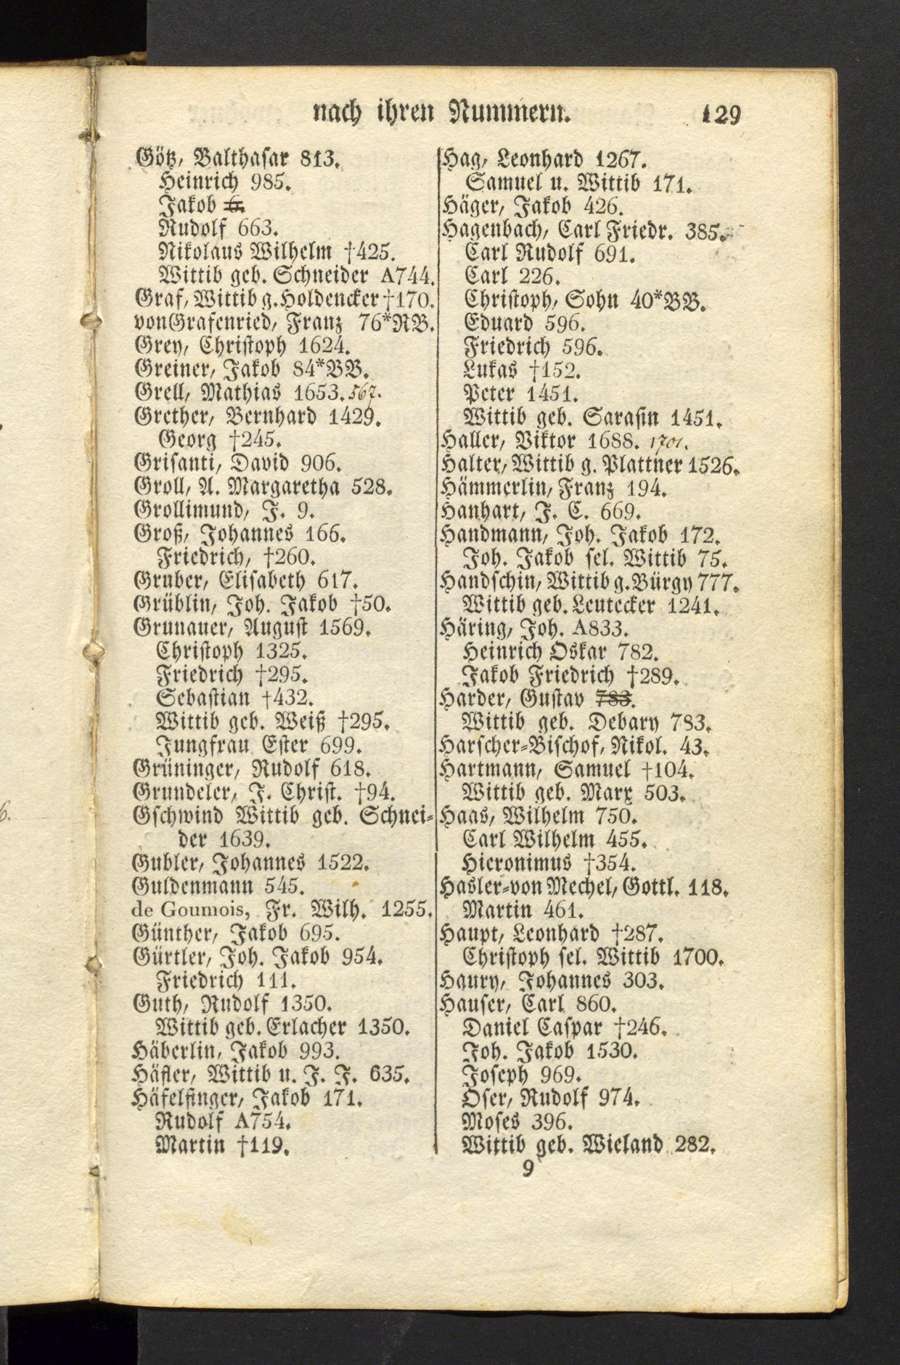 nach ihren Nummern. 129
Götz, Balthasar 813.
Heinrich 985.
Jakob 6.
Rudolf 663.
Nikolaus Wilhelm †425.
Wittib geb. Schneider A744.
Graf, Wittib g. Holdencker †170.
von Grafenried, Franz 76*RB.
Grey, Christoph 1624.
Greiner, Jakob 84*BB.
Grell, Mathias 1653. 567.
Grether, Bernhard 1429.
Georg †245.
Grisanti, David 906.
Groll, A. Margaretha 528.
Grollimund, J. 9.
Groß, Johannes 166.
Friedrich, †260.
Gruber, Elisabeth 617.
Grüblin, Joh. Jakob †50.
Grunauer, August 1569.
Christoph 1325.
Friedrich †295.
Sebastian †432.
Wittib geb. Weiß †295.
Jungfrau Ester 699.
Grüninger, Rudolf 618.
Grundeler, J. Christ. †94.
Gschwind Wittib geb. Schnei-
der 1639.
Gubler, Johannes 1522.
Guldenmann 545.
de Goumois, Fr. Wilh. 1255.
Günther, Jakob 695.
Gürtler, Joh. Jakob 954.
Friedrich 111.
Guth, Rudolf 1350.
Wittib geb. Erlacher 1350.
Häberlin, Jakob 993.
Häfler, Wittib u. J. J. 635.
Häfelfinger, Jakob 171.
Rudolf A754.
Martin †119.
Hag, Leonhard 1267.
Samuel u. Wittib 171.
Häger, Jakob 426.
Hagenbach, Carl Friedr. 385.
Carl Rudolf 691.
Carl 226.
Christoph, Sohn 40*BB.
Eduard 596.
Friedrich 596.
Lukas †152.
Peter 1451.
Wittib geb. Sarasin 1451.
Haller, Viktor 1688. 1701.
Halter, Wittib g. Plattner 1526.
Hämmerlin, Franz 194.
Hanhart, J. C. 669.
Handmann, Joh. Jakob 172.
Joh. Jakob sel. Wittib 75.
Handschin, Wittib g. Bürgy 777.
Wittib geb. Leutecker 1241.
Häring, Joh. A833.
Heinrich Oskar 782.
Jakob Friedrich †289.
Harder, Gustav 783.
Wittib geb. Debary 783.
Harscher-Bischof, Nikol. 43.
Hartmann, Samuel †104.
Wittib geb. Marx 503.
Haas, Wilhelm 750.
Carl Wilhelm 455.
Hieronimus †354.
Hasler-von Mechel, Gottl. 118.
Martin 461.
Haupt, Leonhard †287.
Christoph sel. Wittib 1700.
Haury, Johannes 303.
Hauser, Carl 860.
Daniel Caspar †246.
Joh. Jakob 1530.
Joseph 969.
Oser, Rudolf 974.
Moses 396.
Wittib geb. Wieland 282.
9